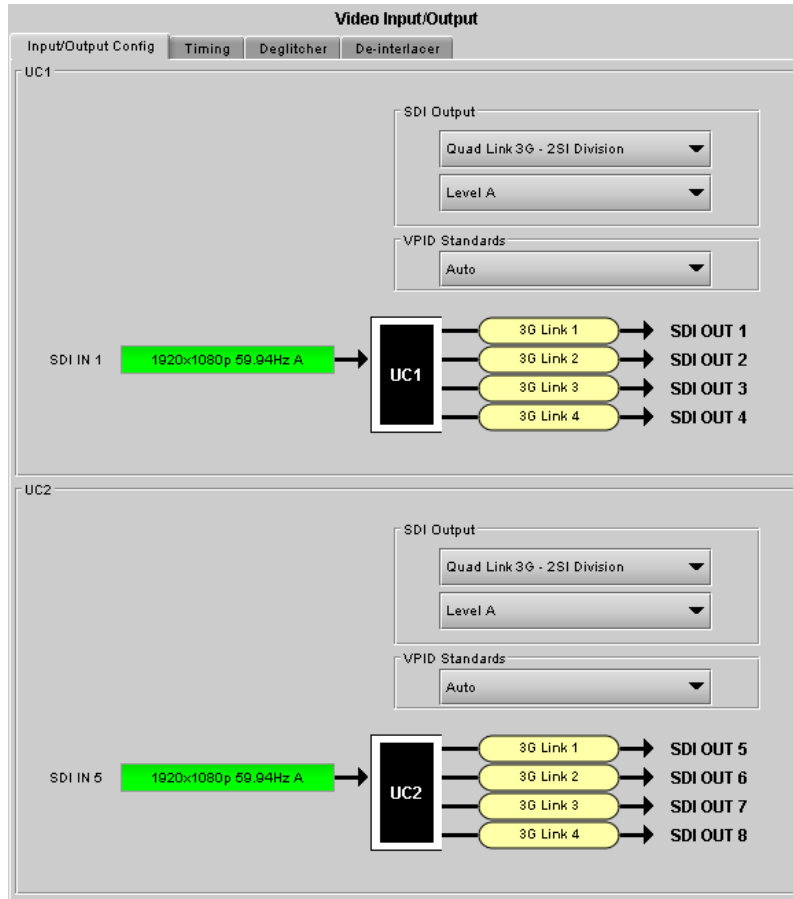 Video Input/Output
Input/Output Config Timing Deglitcher De-interlacer
UC1
SDI Output
Quad Link 3G - 2SI Division
Level A
VPID Standards
Auto
3G Link 1 SDI OUT 1
SDI IN 1 1920x1080p 59.94Hz A UC1 3G Link 2 SDI OUT 2
3G Link 3 SDI OUT 3
3G Link 4 SDI OUT 4
UC2
SDI Output
Quad Link 3G - 2SI Division
Level A
VPID Standards
Auto
3G Link 1 SDI OUT 5
SDI IN 5 1920x1080p 59.94Hz A UC2 3G Link 2 SDI OUT 6
3G Link 3 SDI OUT 7
3G Link 4 SDI OUT 8